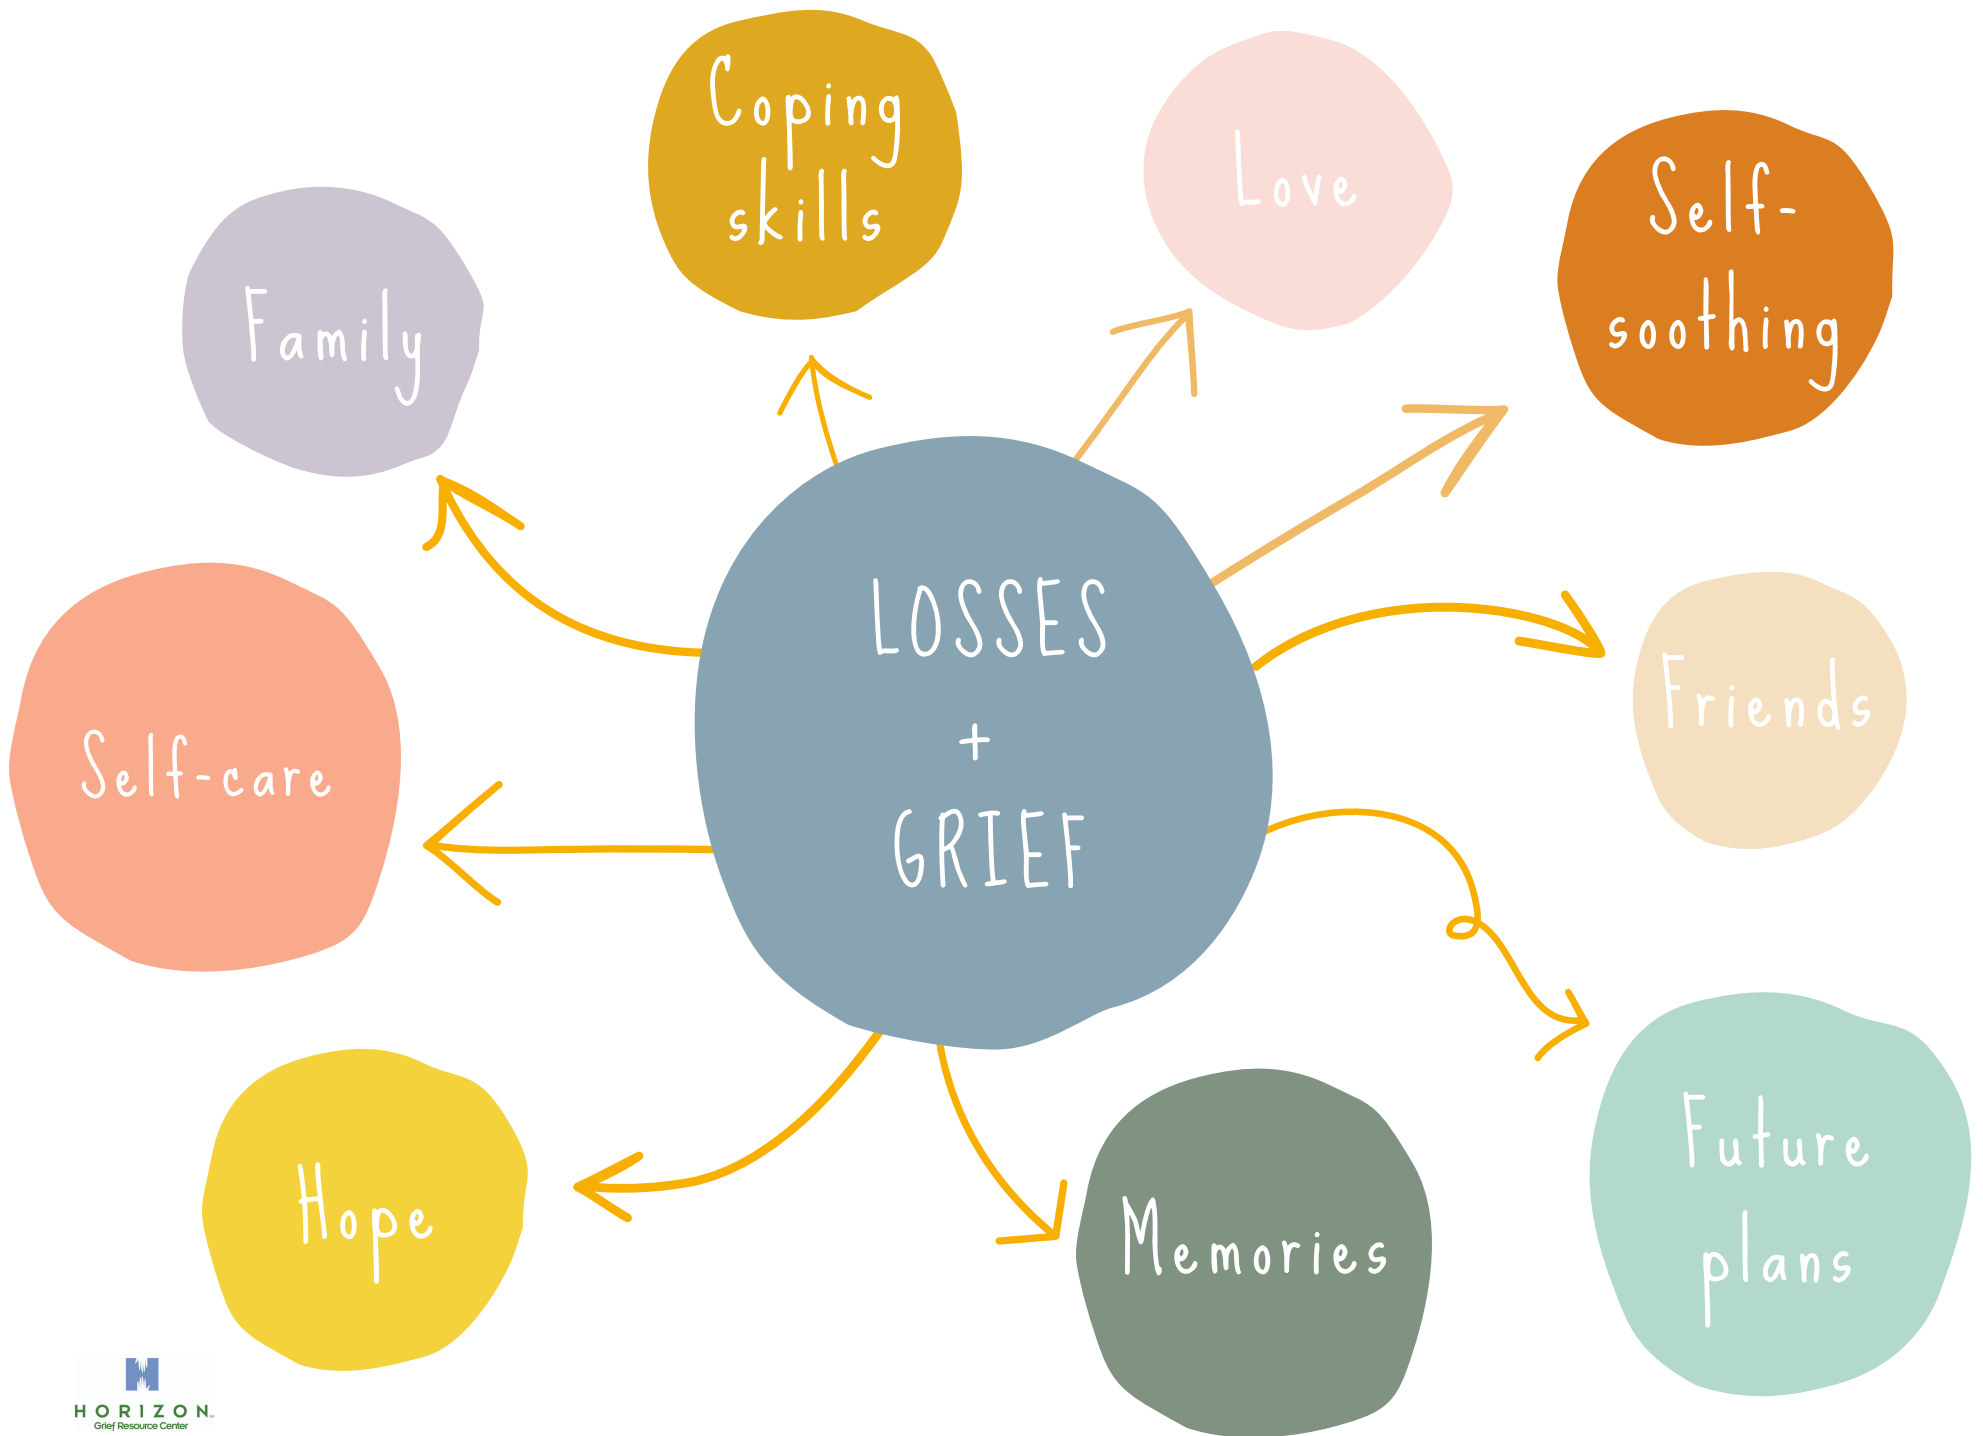 Coping
skills
Love
Self-
soothing
Family
LOSSES
+
GRIEF
Friends
Self-care
Future
plans
Hope
Memories
HORIZON
Grief Resource Center